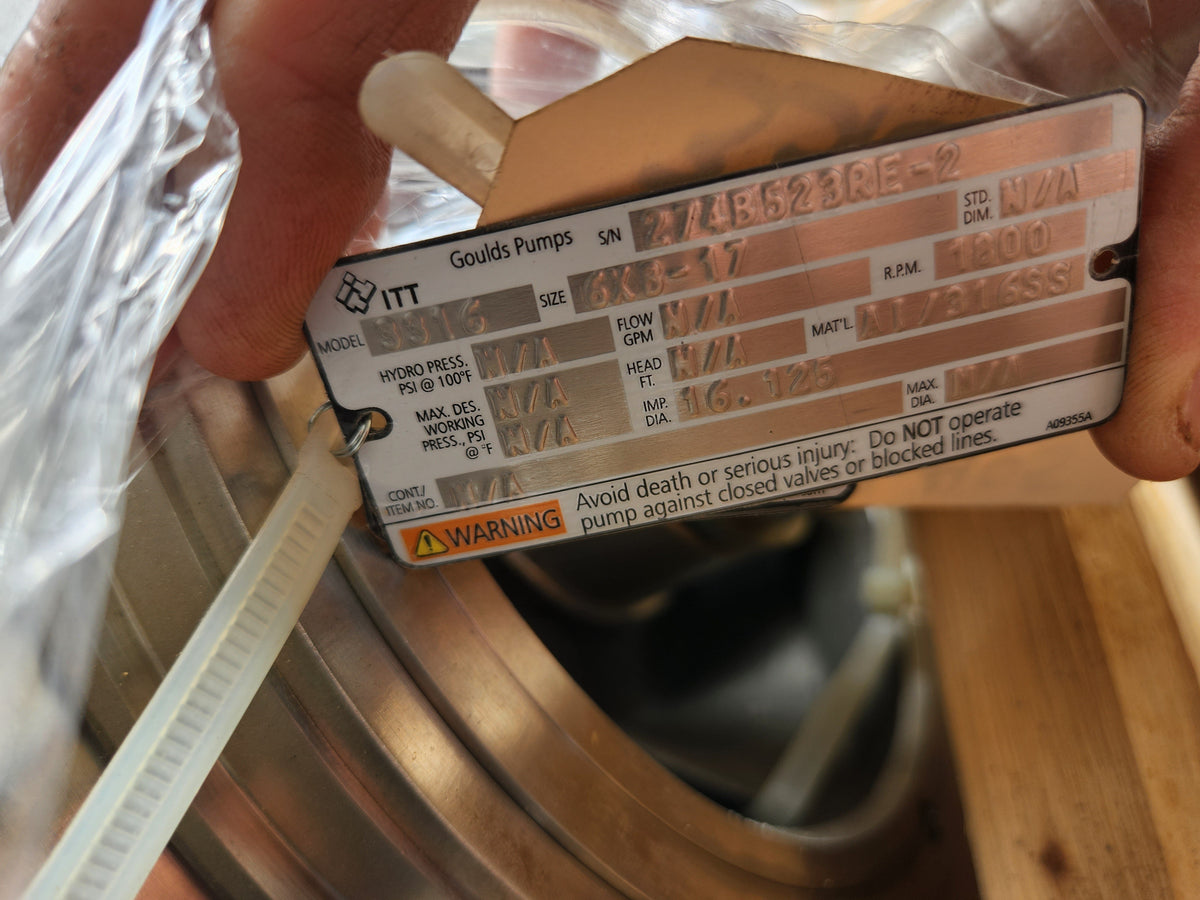 Goulds Pumps S/N 274B523RE-2
ITT
MODEL 3316 SIZE 6X8-17 STD. DIM. N/A
HYDRO PRESS. PSI @ 100°F N/A FLOW GPM N/A R.P.M. 1800
MAX. DES. WORKING PRESS., PSI @ °F N/A N/A HEAD FT. N/A MAT'L. AI/316SS
IMP. DIA. 16.125 MAX. DIA. N/A
CONT./ ITEM NO. N/A
WARNING
Avoid death or serious injury: Do NOT operate
pump against closed valves or blocked lines.
A09355A